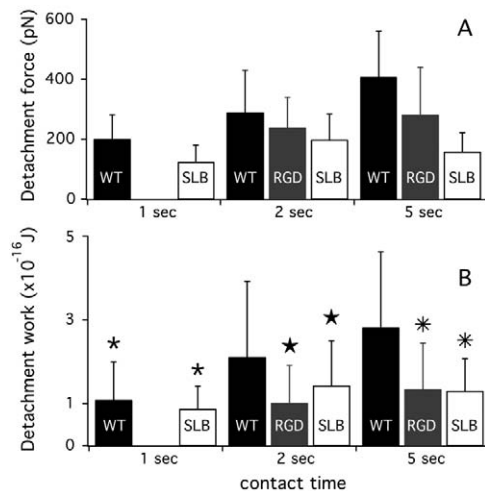 A
Detachment force (pN)
600
400
200
0
WT SLB WT RGD SLB WT RGD SLB
1 sec 2 sec 5 sec
B
Detachment work (x10⁻¹⁶J)
5
3
1
0
* * ★ ★ * *
WT SLB WT RGD SLB WT RGD SLB
1 sec 2 sec 5 sec
contact time